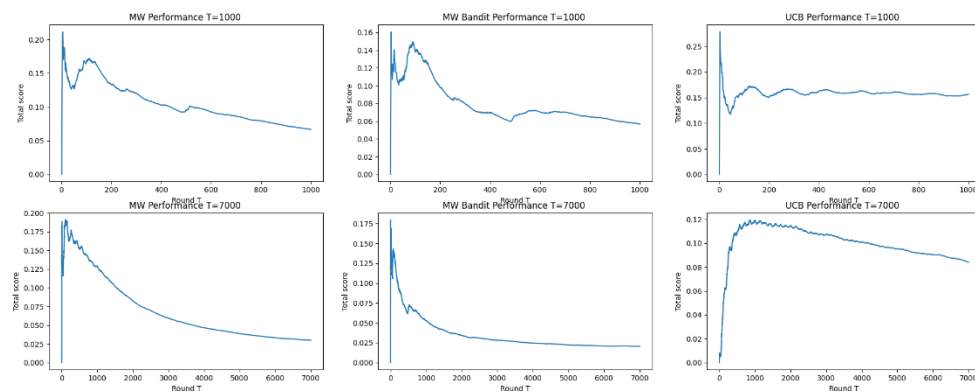 MW Performance T=1000
Total score
0.20
0.15
0.10
0.05
0.00
0 200 400 600 800 1000
Round T
MW Bandit Performance T=1000
Total score
0.16
0.14
0.12
0.10
0.08
0.06
0.04
0.02
0.00
0 200 400 600 800 1000
Round T
UCB Performance T=1000
Total score
0.25
0.20
0.15
0.10
0.05
0.00
0 200 400 600 800 1000
Round T
MW Performance T=7000
Total score
0.200
0.175
0.150
0.125
0.100
0.075
0.050
0.025
0.000
0 1000 2000 3000 4000 5000 6000 7000
Round T
MW Bandit Performance T=7000
Total score
0.175
0.150
0.125
0.100
0.075
0.050
0.025
0.000
0 1000 2000 3000 4000 5000 6000 7000
Round T
UCB Performance T=7000
Total score
0.12
0.10
0.08
0.06
0.04
0.02
0.00
0 1000 2000 3000 4000 5000 6000 7000
Round T